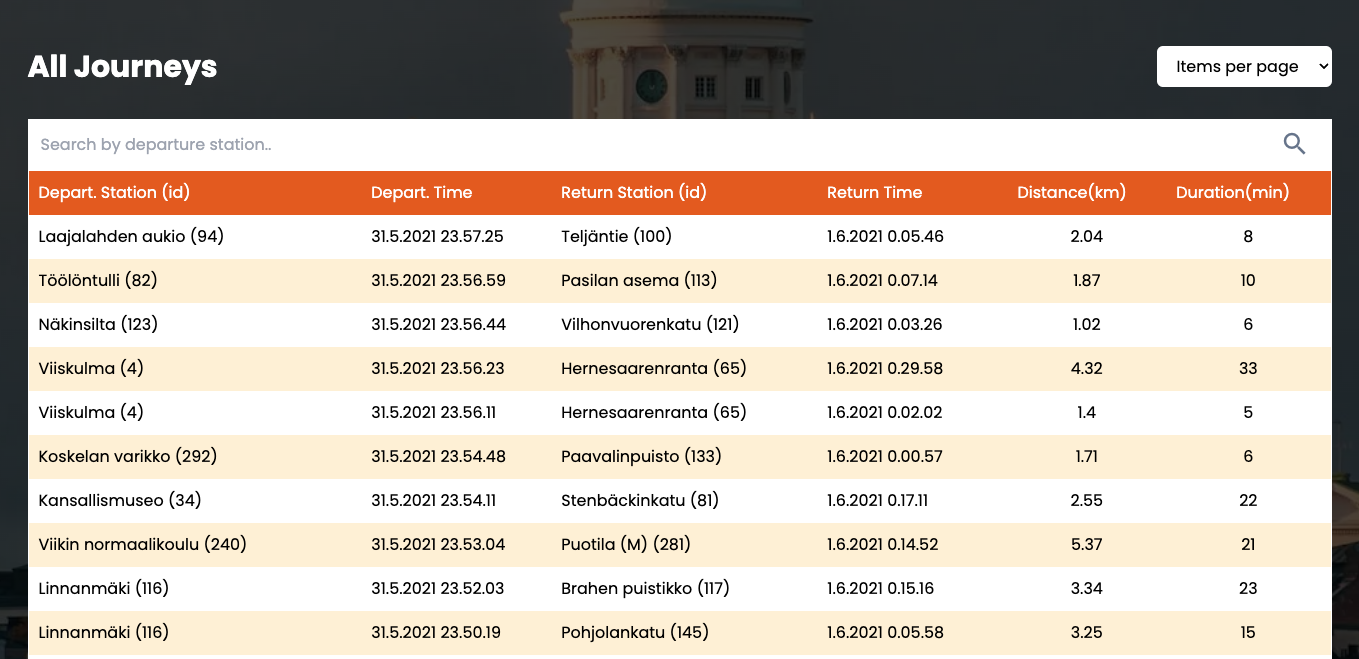 All Journeys
Items per page
Search by departure station..
Depart. Station (id) Depart. Time Return Station (id) Return Time Distance(km) Duration(min)
Laajalahden aukio (94) 31.5.2021 23.57.25 Teljäntie (100) 1.6.2021 0.05.46 2.04 8
Töölöntulli (82) 31.5.2021 23.56.59 Pasilan asema (113) 1.6.2021 0.07.14 1.87 10
Näkinsilta (123) 31.5.2021 23.56.44 Vilhonvuorenkatu (121) 1.6.2021 0.03.26 1.02 6
Viiskulma (4) 31.5.2021 23.56.23 Hernesaarenranta (65) 1.6.2021 0.29.58 4.32 33
Viiskulma (4) 31.5.2021 23.56.11 Hernesaarenranta (65) 1.6.2021 0.02.02 1.4 5
Koskelan varikko (292) 31.5.2021 23.54.48 Paavalinpuisto (133) 1.6.2021 0.00.57 1.71 6
Kansallismuseo (34) 31.5.2021 23.54.11 Stenbäckinkatu (81) 1.6.2021 0.17.11 2.55 22
Viikin normaalikoulu (240) 31.5.2021 23.53.04 Puotila (M) (281) 1.6.2021 0.14.52 5.37 21
Linnanmäki (116) 31.5.2021 23.52.03 Brahen puistikko (117) 1.6.2021 0.15.16 3.34 23
Linnanmäki (116) 31.5.2021 23.50.19 Pohjolankatu (145) 1.6.2021 0.05.58 3.25 15